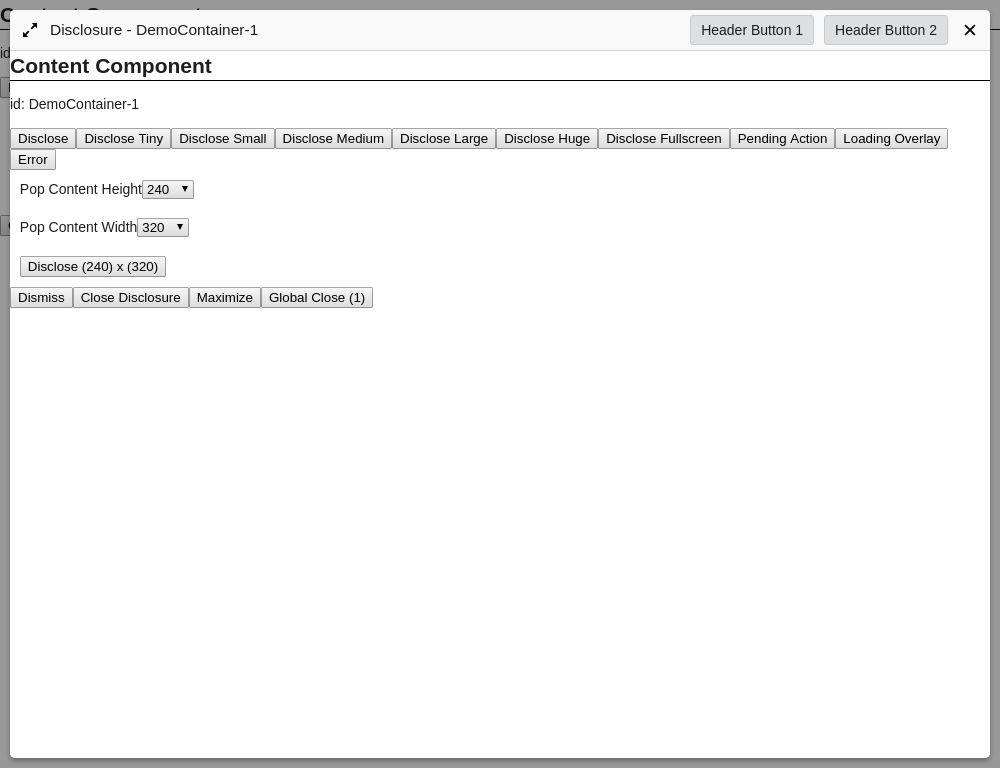 Disclosure - DemoContainer-1
Header Button 1
Header Button 2
Content Component
id: DemoContainer-1
Disclose Disclose Tiny Disclose Small Disclose Medium Disclose Large Disclose Huge Disclose Fullscreen Pending Action Loading Overlay
Error
Pop Content Height 240
Pop Content Width 320
Disclose (240) x (320)
Dismiss Close Disclosure Maximize Global Close (1)